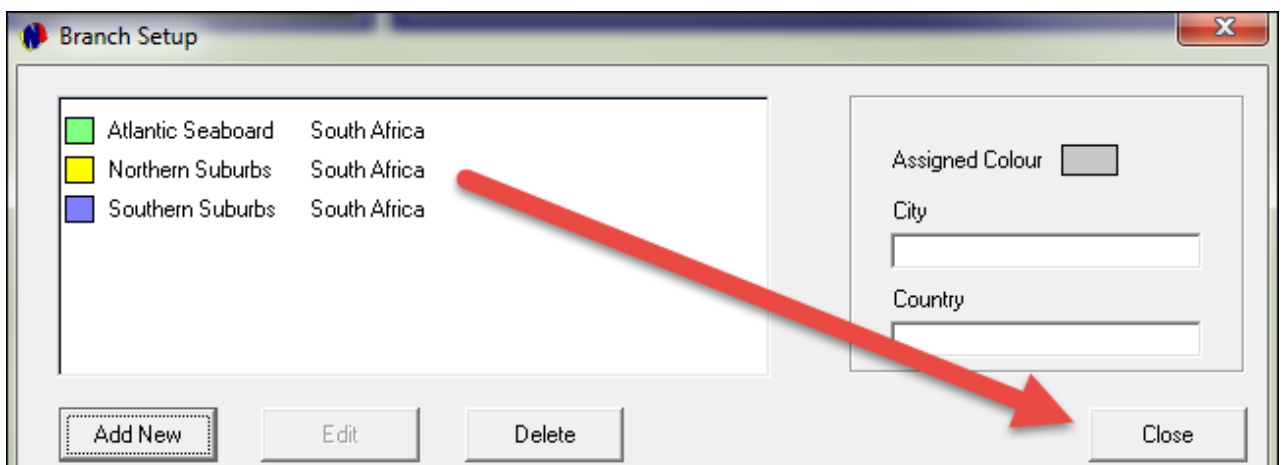 Branch Setup
Atlantic Seaboard South Africa
Northern Suburbs South Africa
Southern Suburbs South Africa
Assigned Colour
City
Country
Add New Edit Delete Close